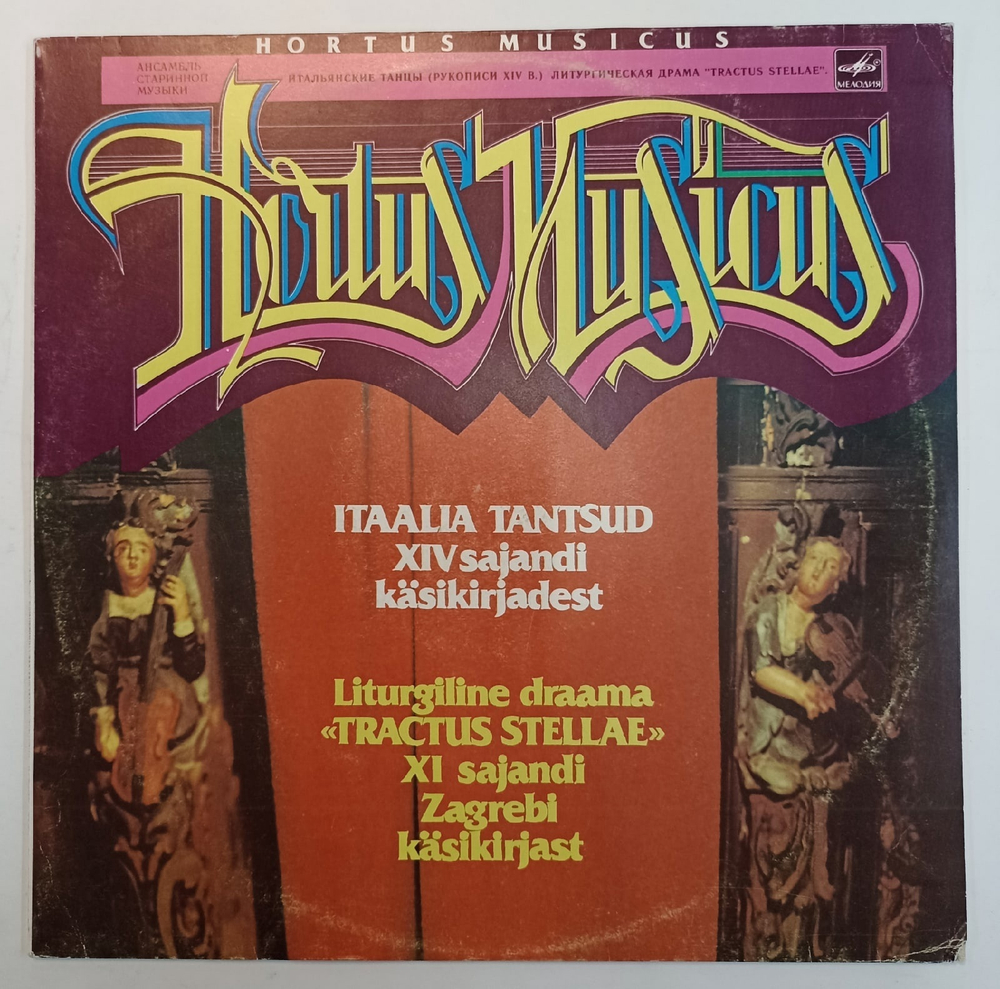 HORTUS MUSICUS
АНСАМБЛЬ
СТАРИННОЙ
МУЗЫКИ
ИТАЛЬЯНСКИЕ ТАНЦЫ (РУКОПИСИ XIV В.) ЛИТУРГИЧЕСКАЯ ДРАМА "TRACTUS STELLAE".
МЕЛОДИЯ
Hortus Musicus
ITAALIA TANTSUD
XIV sajandi
käsikirjadest
Liturgiline draama
«TRACTUS STELLAE»
XI sajandi
Zagrebi
käsikirjast